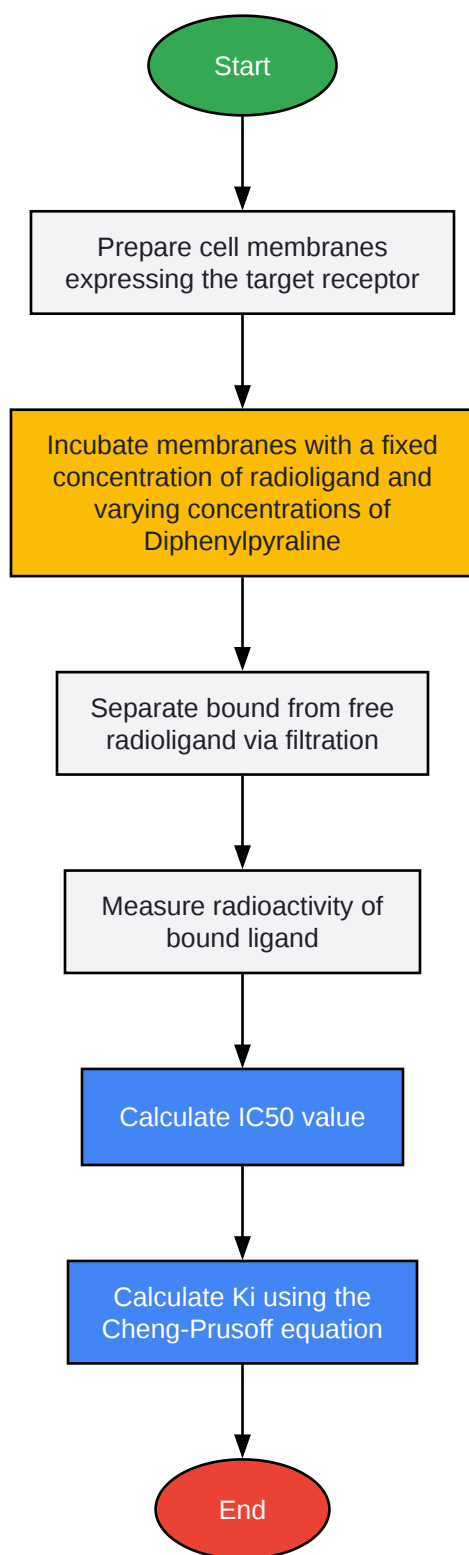 Start
Prepare cell membranes
expressing the target receptor
Incubate membranes with a fixed
concentration of radioligand and
varying concentrations of
Diphenylpyraline
Separate bound from free
radioligand via filtration
Measure radioactivity of
bound ligand
Calculate IC50 value
Calculate Ki using the
Cheng-Prusoff equation
End